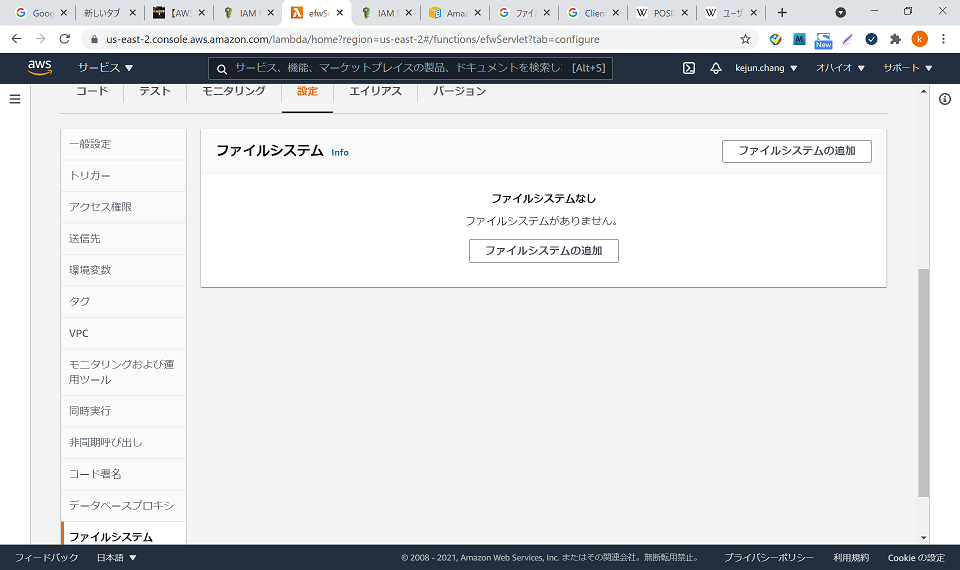 Goog
新しいタブ
【AWS
IAM
efwS
IAM
Ama
ファイ
Clien
POSI
ユーザ
us-east-2.console.aws.amazon.com/lambda/home?region=us-east-2#/functions/efwServlet?tab=configure
New
k
aws
サービス ▼
サービス、機能、マーケットプレイスの製品、ドキュメントを検索し [Alt+S]
kejun.chang ▼
オハイオ ▼
サポート ▼
コード
テスト
モニタリング
設定
エイリアス
バージョン
一般設定
トリガー
アクセス権限
送信先
環境変数
タグ
VPC
モニタリングおよび運
用ツール
同時実行
非同期呼び出し
コード署名
データベースプロキシ
ファイルシステム
ファイルシステム Info
ファイルシステムの追加
ファイルシステムなし
ファイルシステムがありません。
ファイルシステムの追加
フィードバック
日本語 ▼
© 2008 - 2021, Amazon Web Services, Inc. またはその関連会社。無断転用禁止。
プライバシーポリシー
利用規約
Cookie の設定